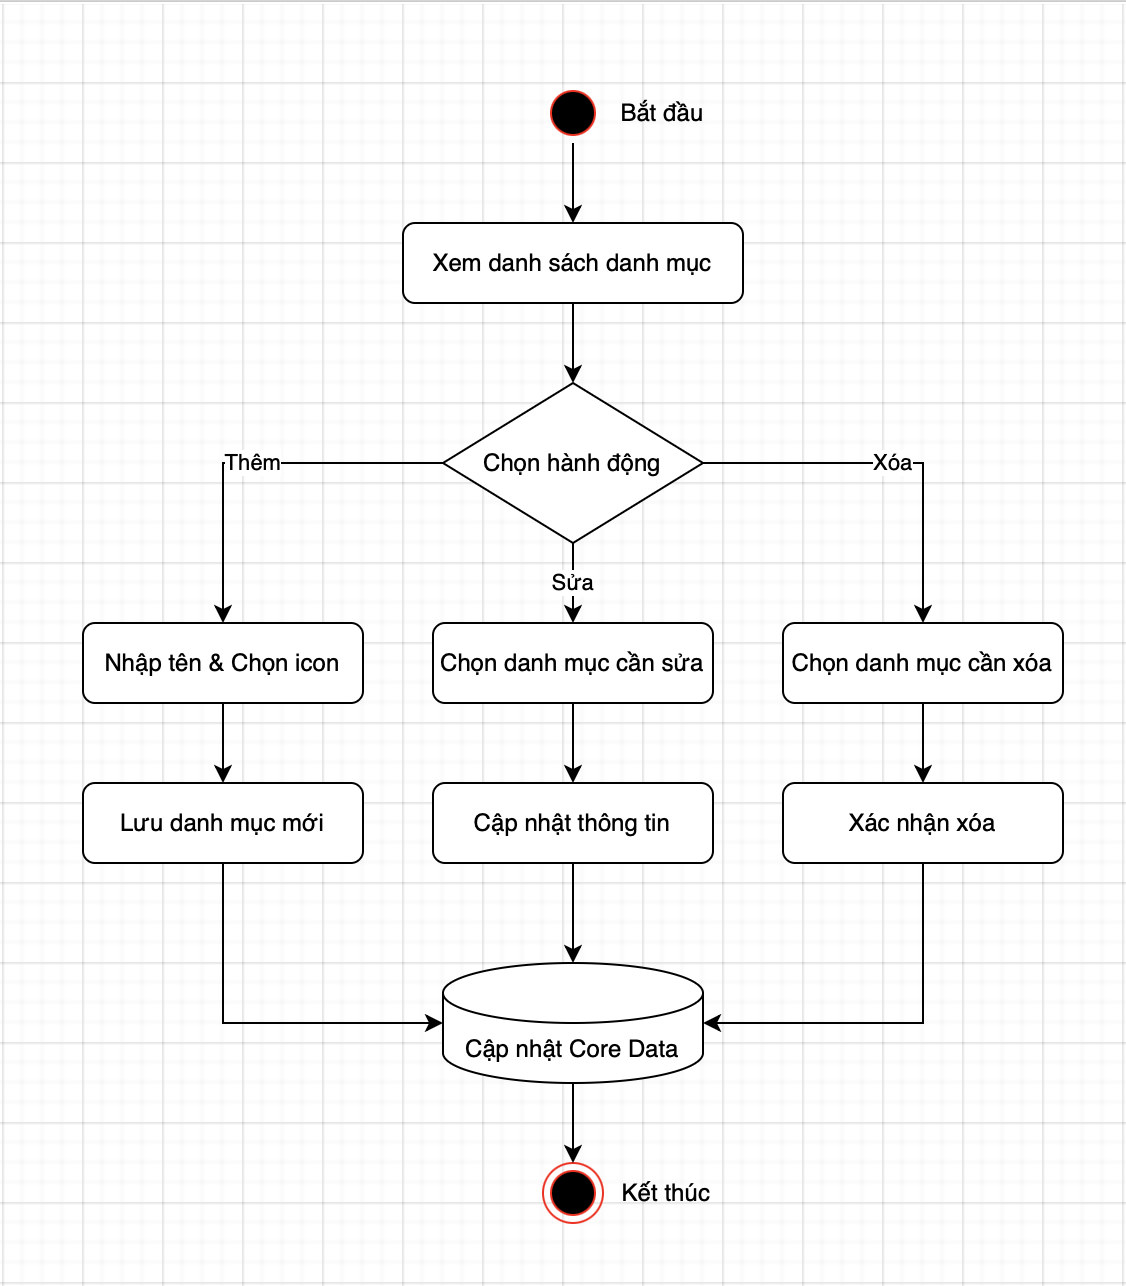 Bắt đầu
Xem danh sách danh mục
Chọn hành động
Thêm
Xóa
Sửa
Nhập tên & Chọn icon
Chọn danh mục cần sửa
Chọn danh mục cần xóa
Lưu danh mục mới
Cập nhật thông tin
Xác nhận xóa
Cập nhật Core Data
Kết thúc